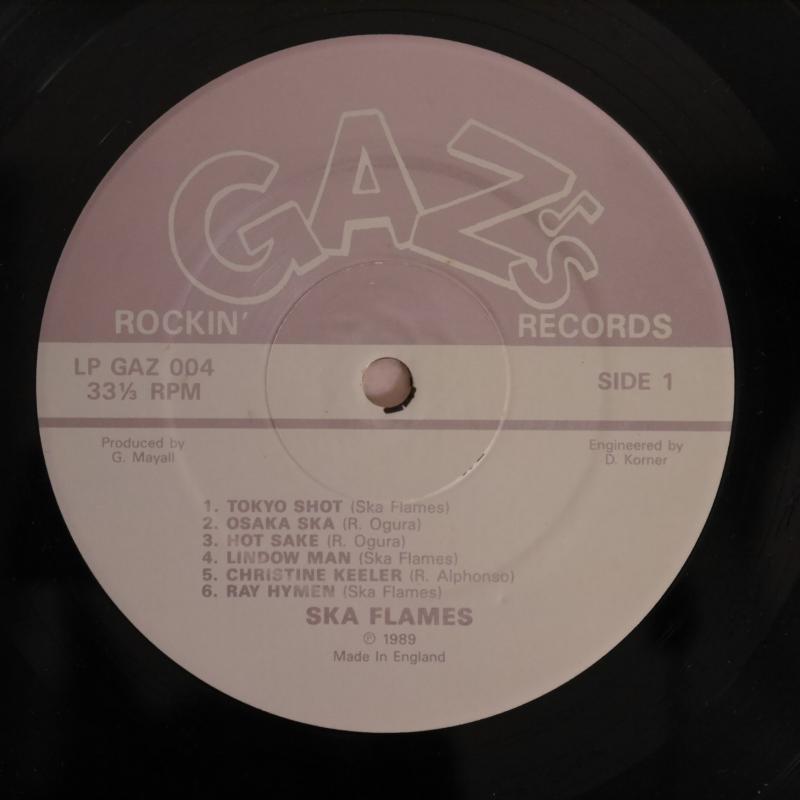 GAZ'S
ROCKIN' RECORDS
LP GAZ 004
33⅓ RPM
SIDE 1
Produced by
G. Mayall
Engineered by
D. Korner
1. TOKYO SHOT (Ska Flames)
2. OSAKA SKA (R. Ogura)
3. HOT SAKE (R. Ogura)
4. LINDOW MAN (Ska Flames)
5. CHRISTINE KEELER (R. Alphonso)
6. RAY HYMEN (Ska Flames)
SKA FLAMES
℗ 1989
Made In England